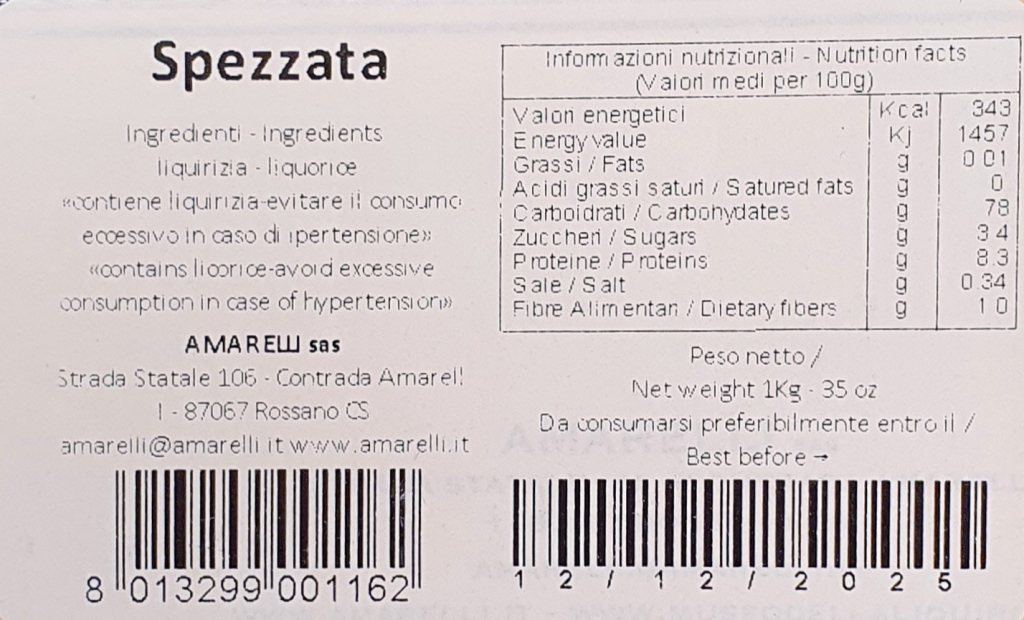 Spezzata
Ingredienti - Ingredients
liquirizia - liquorice
«contiene liquirizia-evitare il consumo
eccessivo in caso di ipertensione»
«contains licorice-avoid excessive
consumption in case of hypertension»
AMARELLI sas
Strada Statale 106 - Contrada Amarelli
I - 87067 Rossano CS
amarelli@amarelli.it www.amarelli.it
8 013299 001162
Informazioni nutrizionali - Nutrition facts
(Valori medi per 100g)
Valori energetici Kcal 343
Energy value Kj 1457
Grassi / Fats g 0.01
Acidi grassi saturi / Satured fats g 0
Carboidrati / Carbohydates g 78
Zuccheri / Sugars g 3.4
Proteine / Proteins g 8.3
Sale / Salt g 0.34
Fibre Alimentari / Dietary fibers g 1.0
Peso netto /
Net weight 1Kg - 35 oz
Da consumarsi preferibilmente entro il /
Best before →
12/12/2025